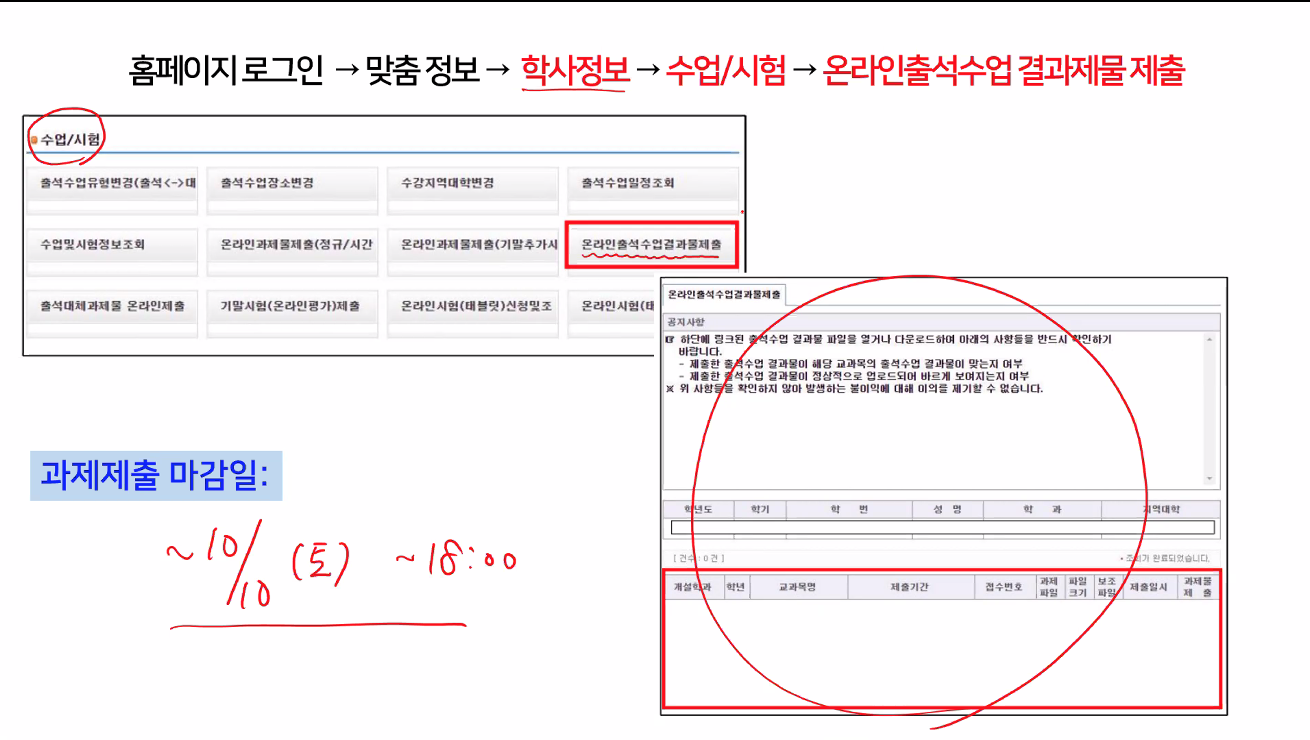 홈페이지 로그인 → 맞춤 정보 → 학사정보 → 수업/시험 → 온라인출석수업 결과제물 제출
수업/시험
출석수업유형변경(출석<->대
출석수업장소변경
수강지역대학변경
출석수업일정조회
수업및시험정보조회
온라인과제물제출(정규/시간
온라인과제물제출(기말추가시
온라인출석수업결과물제출
출석대체과제물 온라인제출
기말시험(온라인평가)제출
온라인시험(태블릿)신청및조
온라인시험(태
온라인출석수업결과물제출
공지사항
☞ 하단에 링크된 출석수업 결과물 파일을 열거나 다운로드하여 아래의 사항들을 반드시 확인하기
바랍니다.
- 제출한 출석수업 결과물이 해당 교과목의 출석수업 결과물이 맞는지 여부
- 제출한 출석수업 결과물이 정상적으로 업로드되어 바르게 보여지는지 여부
※ 위 사항들을 확인하지 않아 발생하는 불이익에 대해 이의를 제기할 수 없습니다.
학년도 학기 학 번 성 명 학 과 지역대학
[ 건수 : 0 건 ]
• 조회가 완료되었습니다.
개설학과 학년 교과목명 제출기간 접수번호 과제파일 파일크기 보조파일 제출일시 과제물제 출
과제제출 마감일:
~10/10 (토) ~18:00